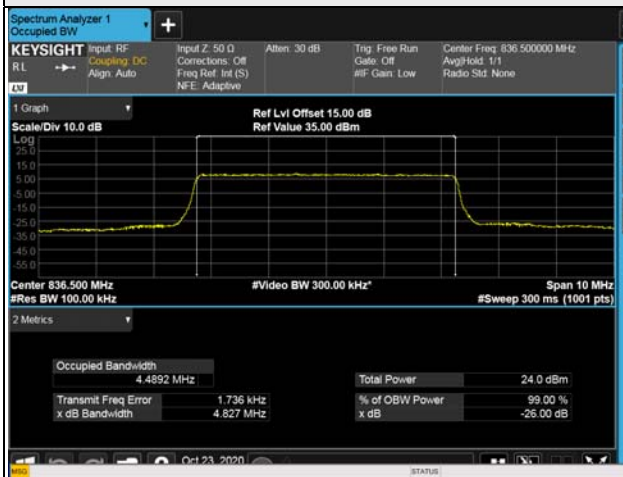 Spectrum Analyzer 1
Occupied BW
+
KEYSIGHT Input: RF Input Z: 50 Ω Atten: 30 dB Trig: Free Run Center Freq: 836.500000 MHz
RL Coupling: DC Corrections: Off Gate: Off Avg|Hold: 1/1
Align: Auto Freq Ref: Int (S) #IF Gain: Low Radio Std: None
LXI NFE: Adaptive
1 Graph Ref Lvl Offset 15.00 dB
Scale/Div 10.0 dB Ref Value 35.00 dBm
Log
25.0
15.0
5.00
-5.00
-15.0
-25.0
-35.0
-45.0
-55.0
Center 836.500 MHz #Video BW 300.00 kHz* Span 10 MHz
#Res BW 100.00 kHz #Sweep 300 ms (1001 pts)
2 Metrics
Occupied Bandwidth
4.4892 MHz Total Power 24.0 dBm
Transmit Freq Error 1.736 kHz % of OBW Power 99.00 %
x dB Bandwidth 4.827 MHz x dB -26.00 dB
Oct 23, 2020
MSG STATUS